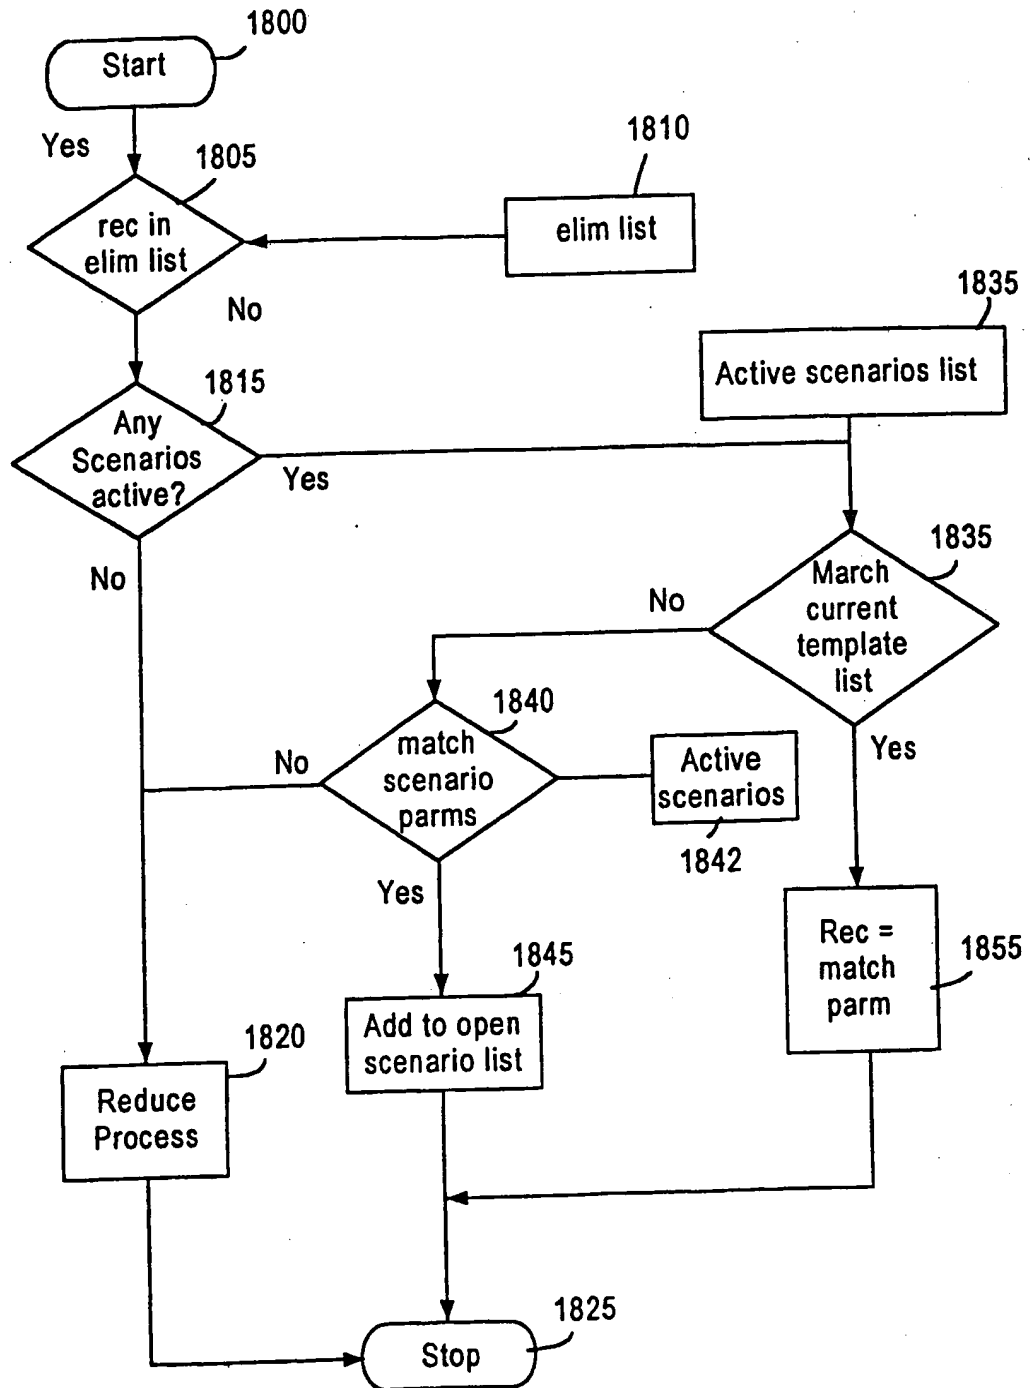 1800
Start
Yes
1805
1810
rec in
elim list
elim list
No
1835
Active scenarios list
1815
Any
Scenarios
active?
Yes
No
1835
March
current
template
list
No
Yes
1840
match
scenario
parms
No
Active
scenarios
1842
Yes
Rec =
match
parm
1855
1845
Add to open
scenario list
1820
Reduce
Process
1825
Stop